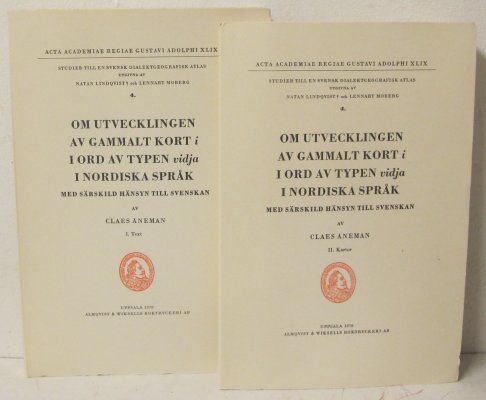 ACTA ACADEMIAE REGIAE GUSTAVI ADOLPHI XLIX
STUDIER TILL EN SVENSK DIALEKTGEOGRAFISK ATLAS
UTGIVNA AV
NATAN LINDQVIST† och LENNART MOBERG
4.
OM UTVECKLINGEN
AV GAMMALT KORT i
I ORD AV TYPEN vidja
I NORDISKA SPRÅK
MED SÄRSKILD HÄNSYN TILL SVENSKAN
AV
CLAES ÅNEMAN
I. Text
UPPSALA 1970
ALMQVIST & WIKSELLS BOKTRYCKERI AB
ACTA ACADEMIAE REGIAE GUSTAVI ADOLPHI XLIX
STUDIER TILL EN SVENSK DIALEKTGEOGRAFISK ATLAS
UTGIVNA AV
NATAN LINDQVIST† och LENNART MOBERG
4.
OM UTVECKLINGEN
AV GAMMALT KORT i
I ORD AV TYPEN vidja
I NORDISKA SPRÅK
MED SÄRSKILD HÄNSYN TILL SVENSKAN
AV
CLAES ÅNEMAN
II. Kartor
UPPSALA 1970
ALMQVIST & WIKSELLS BOKTRYCKERI AB